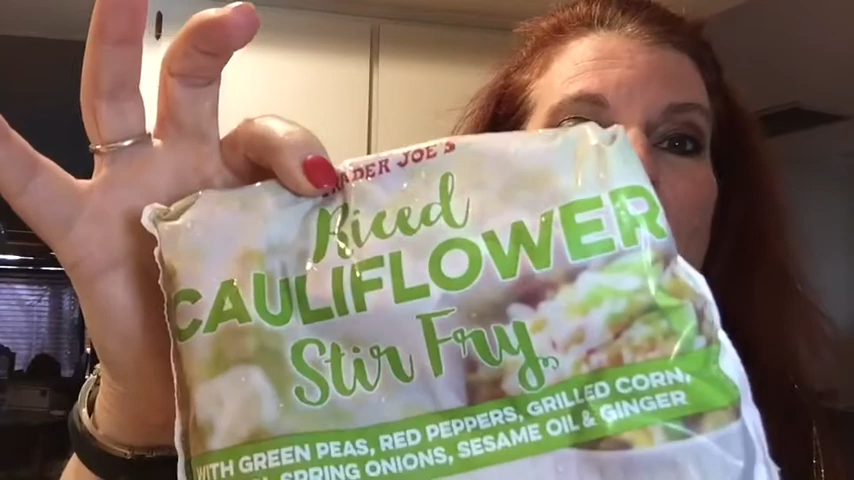 TRADER JOE'S
Riced
CAULIFLOWER
Stir Fry
WITH GREEN PEAS, RED PEPPERS, GRILLED CORN,
SPRING ONIONS, SESAME OIL & GINGER